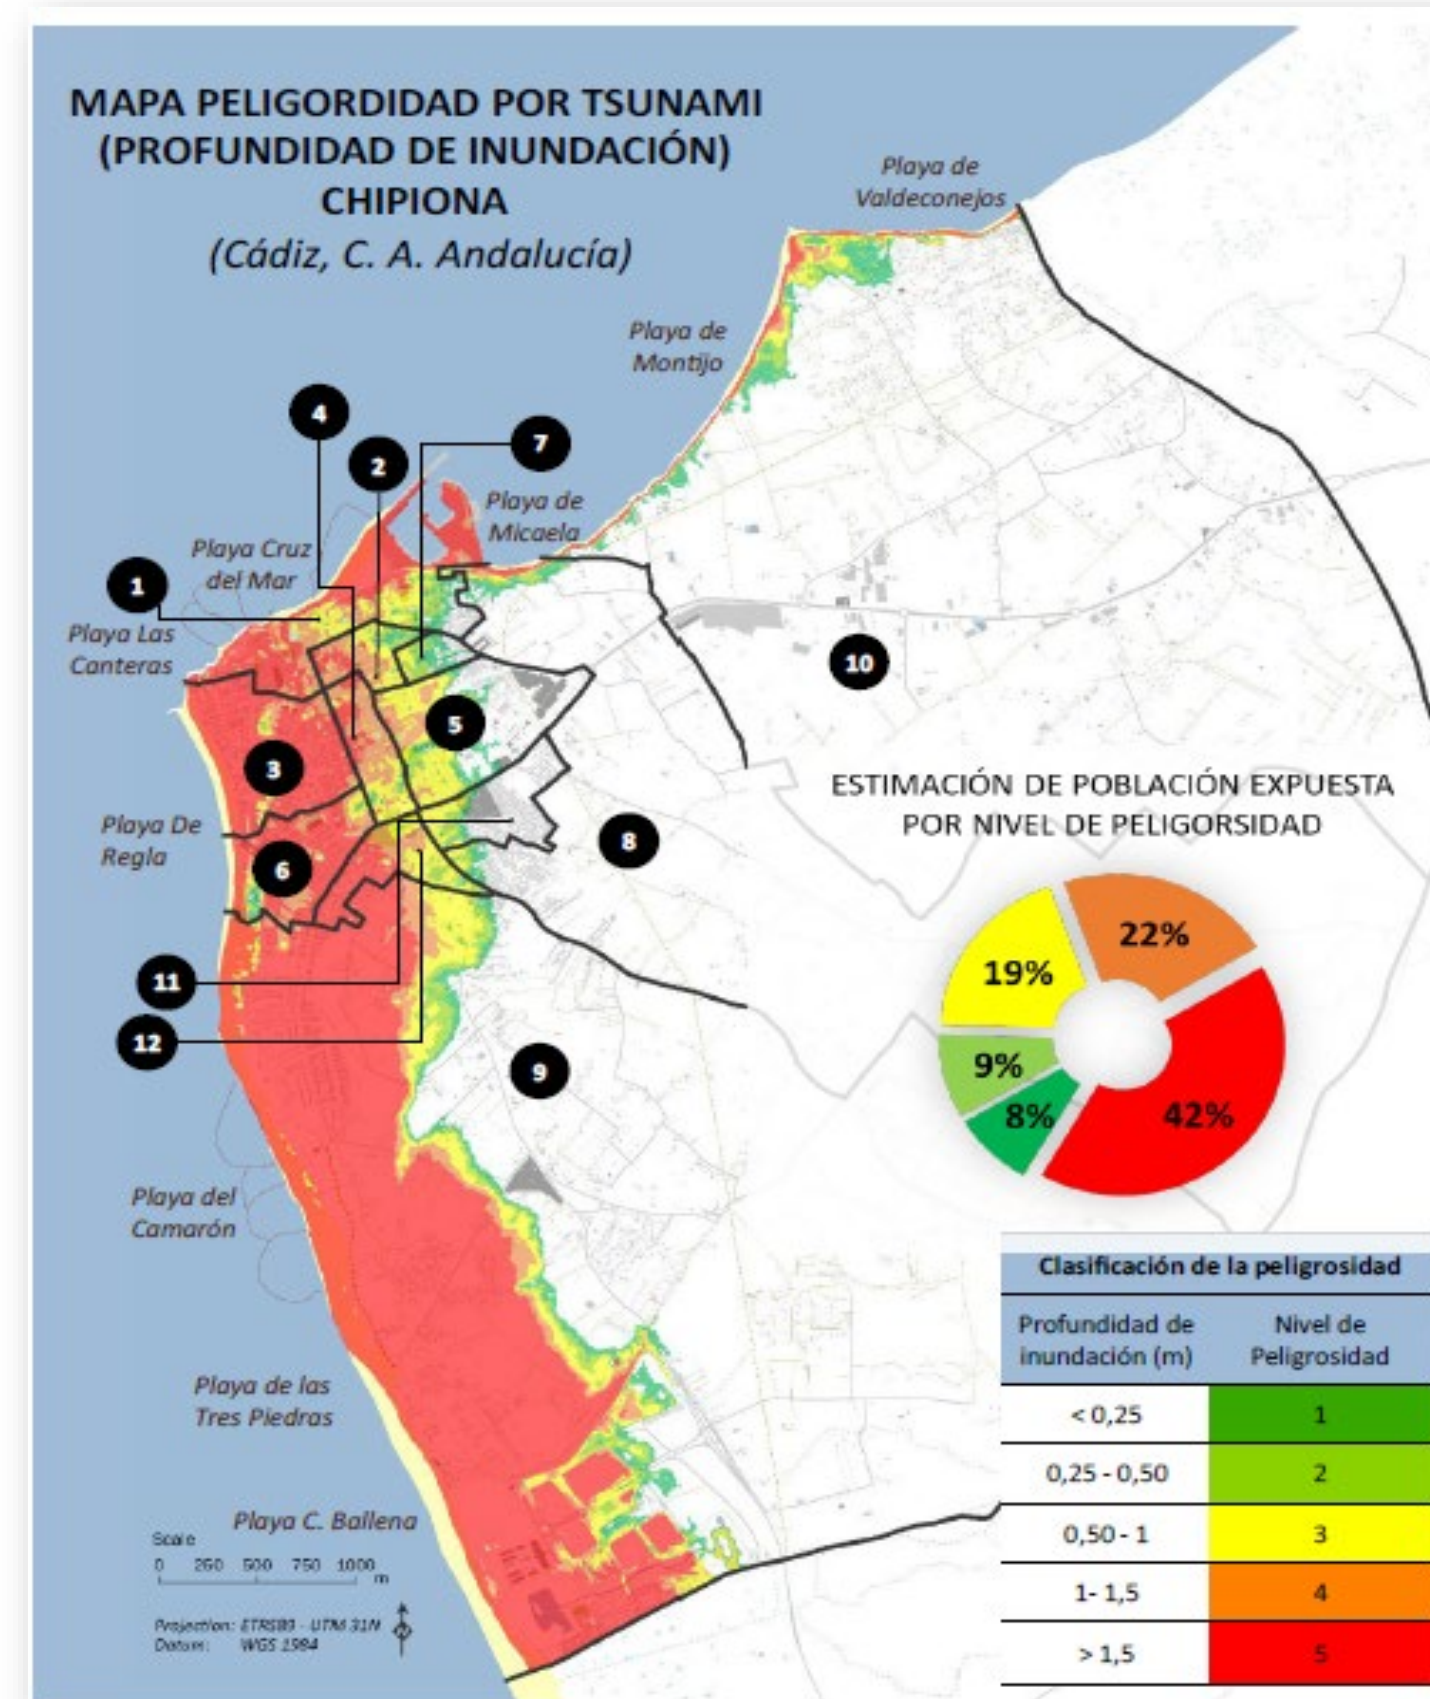 MAPA PELIGORDIDAD POR TSUNAMI
(PROFUNDIDAD DE INUNDACIÓN)
CHIPIONA
(Cádiz, C. A. Andalucía)
Playa de
Valdeconejos
Playa de
Montijo
4
7
2
Playa de
Micaela
Playa Cruz
del Mar
1
Playa Las
Canteras
10
5
3
ESTIMACIÓN DE POBLACIÓN EXPUESTA
POR NIVEL DE PELIGORSIDAD
Playa De
Regla
8
6
22%
19%
11
12
9
9%
8%
42%
Playa del
Camarón
Clasificación de la peligrosidad
Profundidad de
inundación (m)
Nivel de
Peligrosidad
< 0,25
1
0,25 - 0,50
2
0,50 - 1
3
1- 1,5
4
> 1,5
5
Playa de las
Tres Piedras
Playa C. Ballena
Scale
0 250 500 750 1000
m
Projection: ETRS89 - UTM 31N
Datum: WGS 1984